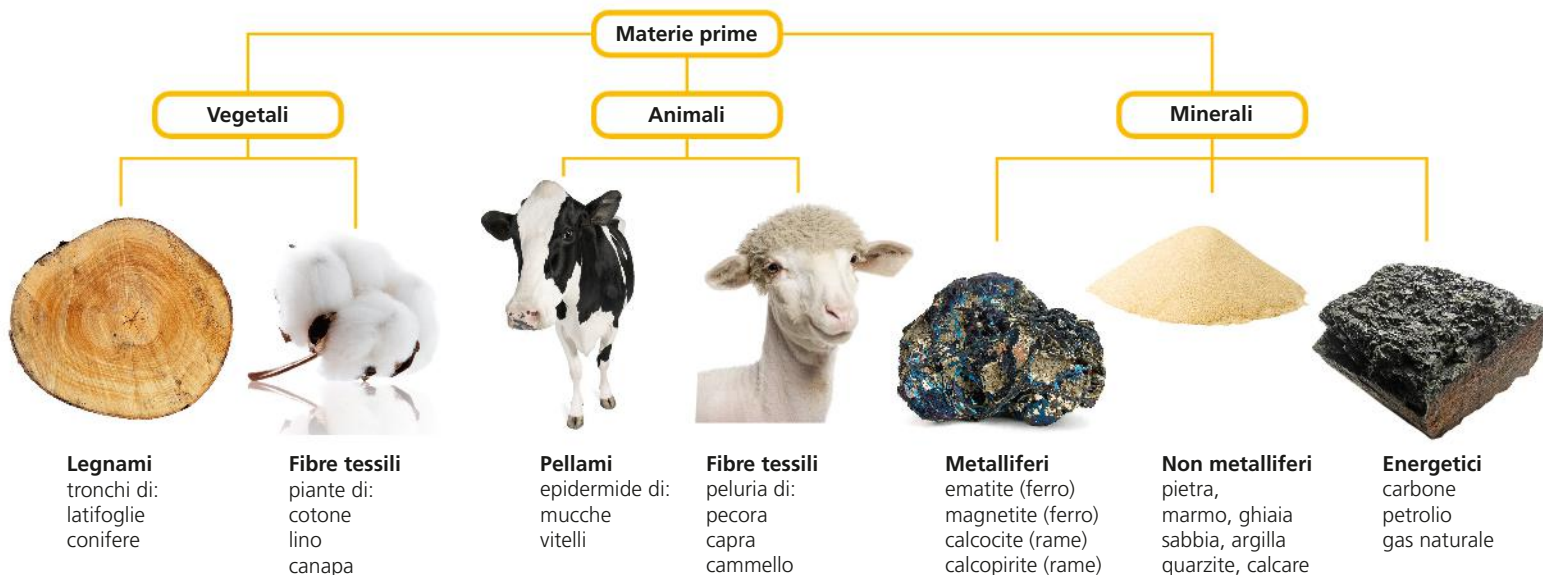 Materie prime
Vegetali
Animali
Minerali
Legnami
tronchi di:
latifoglie
conifere
Fibre tessili
piante di:
cotone
lino
canapa
Pellami
epidermide di:
mucche
vitelli
Fibre tessili
peluria di:
pecora
capra
cammello
Metalliferi
ematite (ferro)
magnetite (ferro)
calcocite (rame)
calcopirite (rame)
Non metalliferi
pietra,
marmo, ghiaia
sabbia, argilla
quarzite, calcare
Energetici
carbone
petrolio
gas naturale